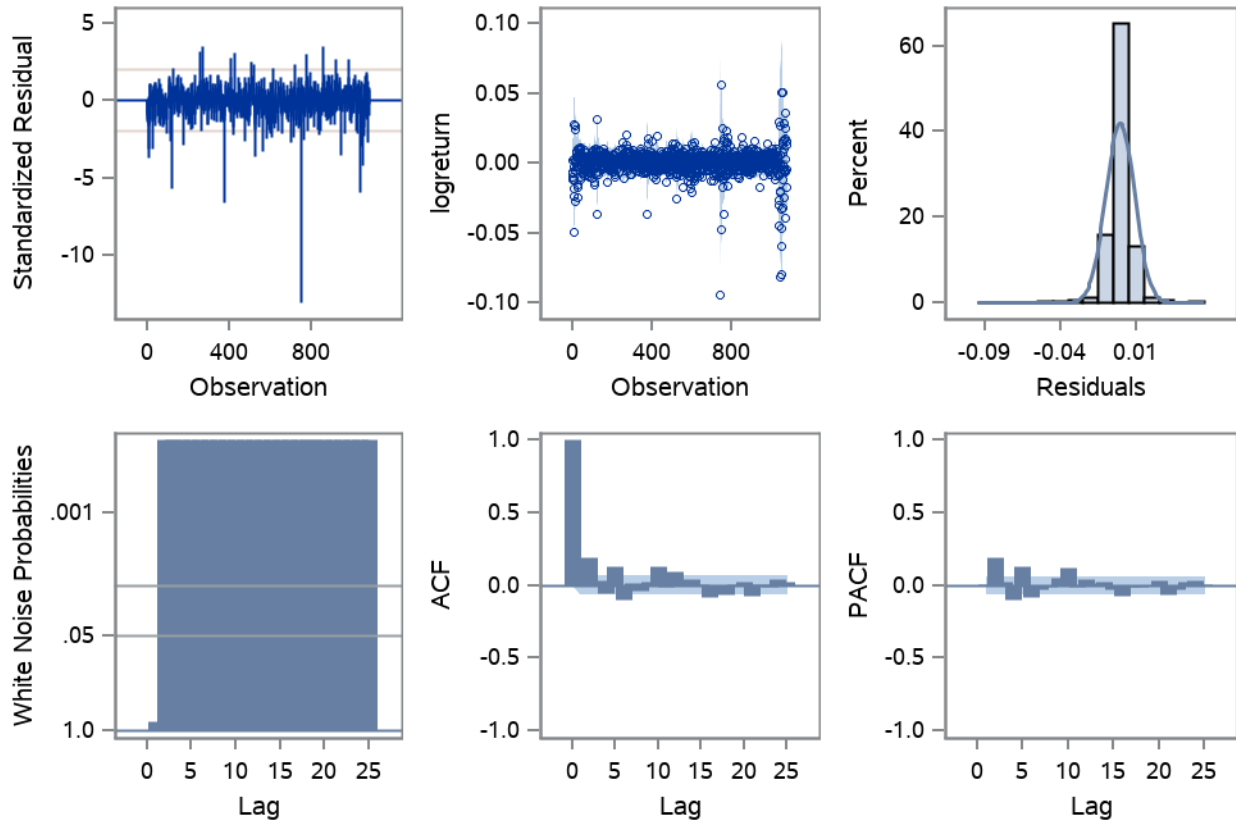 Standardized Residual
5
0
-5
-10
0 400 800
Observation
logreturn
0.10
0.05
0.00
-0.05
-0.10
0 400 800
Observation
Percent
60
40
20
0
-0.09 -0.04 0.01
Residuals
White Noise Probabilities
.001
.05
1.0
0 5 10 15 20 25
Lag
ACF
1.0
0.5
0.0
-0.5
-1.0
0 5 10 15 20 25
Lag
PACF
1.0
0.5
0.0
-0.5
-1.0
0 5 10 15 20 25
Lag